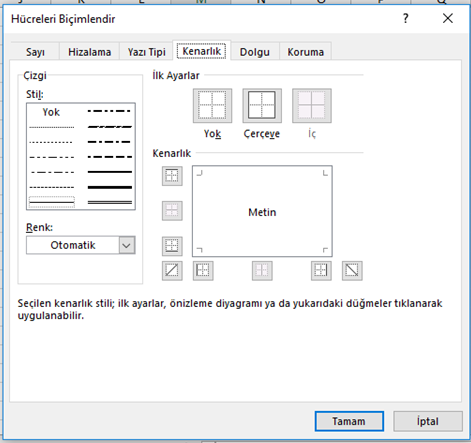 J K L M N O P Q
Hücreleri Biçimlendir ? ×
Sayı Hizalama Yazı Tipi Kenarlık Dolgu Koruma
Çizgi
Stil:
Yok
Renk:
Otomatik
İlk Ayarlar
Yok Çerçeve İç
Kenarlık
Metin
Seçilen kenarlık stili; ilk ayarlar, önizleme diyagramı ya da yukarıdaki düğmeler tıklanarak
uygulanabilir.
Tamam İptal